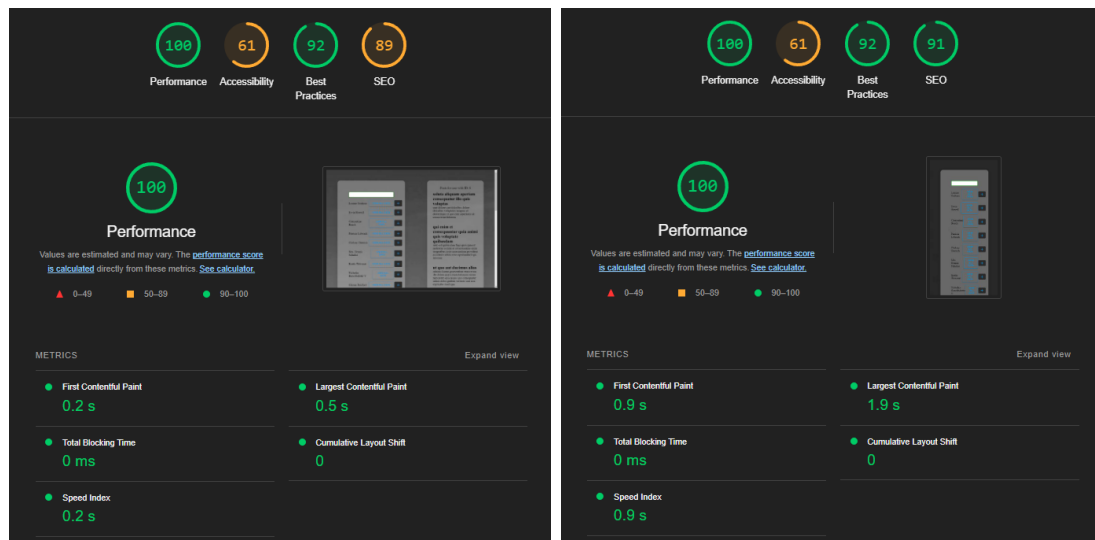 100
61
92
89
Performance
Accessibility
Best
Practices
SEO
100
Performance
Values are estimated and may vary. The performance score
is calculated directly from these metrics. See calculator.
0–49
50–89
90–100
METRICS
Expand view
First Contentful Paint
0.2 s
Largest Contentful Paint
0.5 s
Total Blocking Time
0 ms
Cumulative Layout Shift
0
Speed Index
0.2 s
100
61
92
91
Performance
Accessibility
Best
Practices
SEO
100
Performance
Values are estimated and may vary. The performance score
is calculated directly from these metrics. See calculator.
0–49
50–89
90–100
METRICS
Expand view
First Contentful Paint
0.9 s
Largest Contentful Paint
1.9 s
Total Blocking Time
0 ms
Cumulative Layout Shift
0
Speed Index
0.9 s